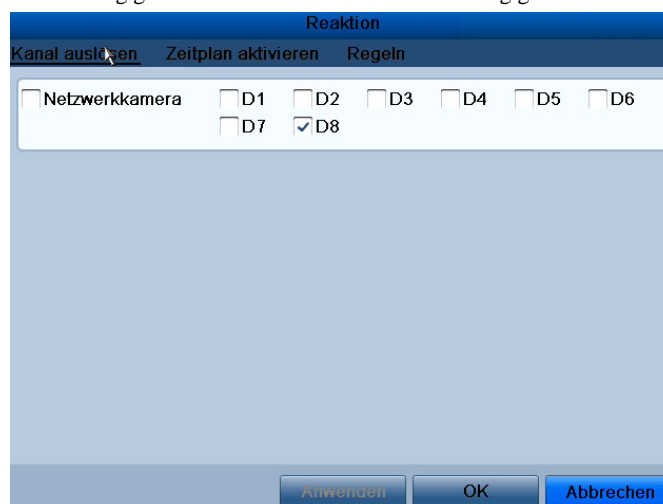 Reaktion
Kanal auslösen Zeitplan aktivieren Regeln
Netzwerkkamera D1 D2 D3 D4 D5 D6
D7 D8
Anwenden OK Abbrechen